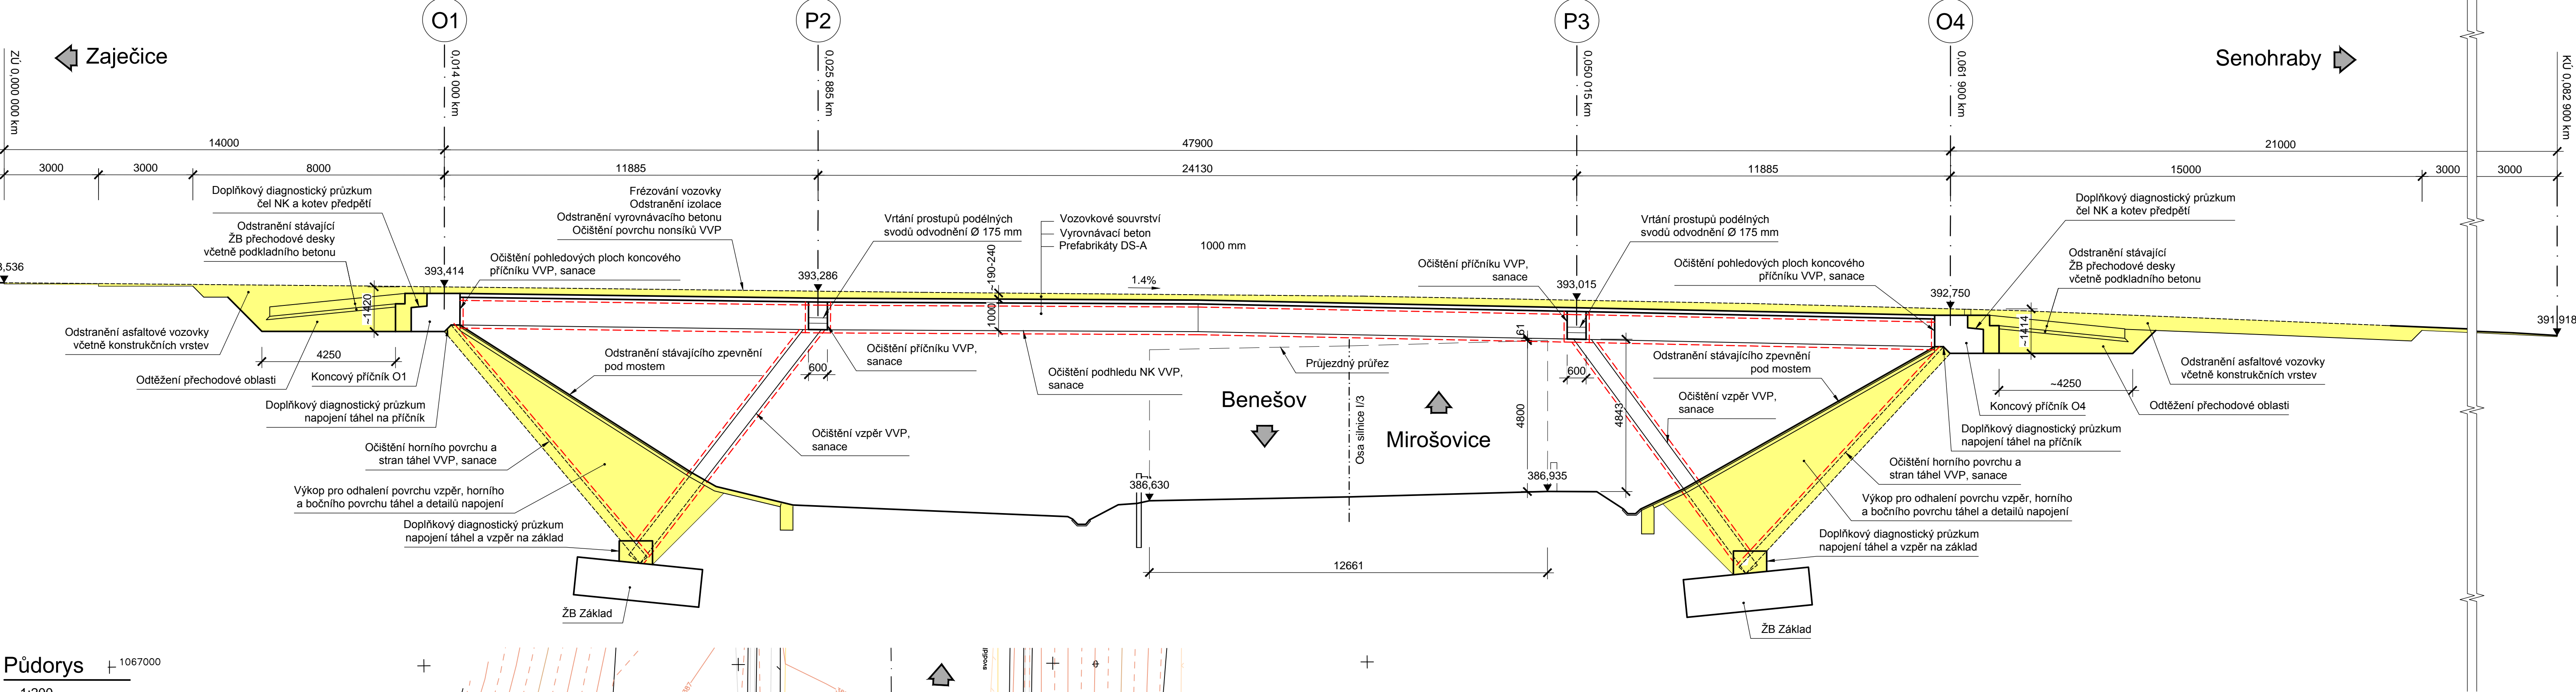 O1
P2
P3
O4
Zaječice
Senohraby
ZÚ 0,000 000 km
0,014 000 km
0,025 885 km
0,050 015 km
0,061 900 km
KÚ 0,082 900 km
14000
47900
21000
3000
3000
8000
11885
24130
11885
15000
3000
3000
Doplňkový diagnostický průzkum
čel NK a kotev předpětí
Odstranění stávající
ŽB přechodové desky
včetně podkladního betonu
Frézování vozovky
Odstranění izolace
Odstranění vyrovnávacího betonu
Očištění povrchu nonsíků VVP
Očištění pohledových ploch koncového
příčníku VVP, sanace
Vrtání prostupů podélných
svodů odvodnění Ø 175 mm
Vozovkové souvrství
Vyrovnávací beton
Prefabrikáty DS-A
1000 mm
Vrtání prostupů podélných
svodů odvodnění Ø 175 mm
Očištění příčníku VVP,
sanace
Očištění pohledových ploch koncového
příčníku VVP, sanace
Doplňkový diagnostický průzkum
čel NK a kotev předpětí
Odstranění stávající
ŽB přechodové desky
včetně podkladního betonu
,536
393,414
393,286
~190-240
1.4%
393,015
392,750
391,918
~1420
1000
61
~1414
Odstranění asfaltové vozovky
včetně konstrukčních vrstev
4250
Odtěžení přechodové oblasti
Koncový příčník O1
Doplňkový diagnostický průzkum
napojení táhel na příčník
Odstranění stávajícího zpevnění
pod mostem
600
Očištění příčníku VVP,
sanace
Očištění podhledu NK VVP,
sanace
Průjezdný průřez
600
Odstranění stávajícího zpevnění
pod mostem
Očištění vzpěr VVP,
sanace
Odstranění asfaltové vozovky
včetně konstrukčních vrstev
~4250
Koncový příčník O4
Odtěžení přechodové oblasti
Doplňkový diagnostický průzkum
napojení táhel na příčník
Benešov
Mirošovice
Osa silnice I/3
4800
4843
Očištění horního povrchu a
stran táhel VVP, sanace
Očištění vzpěr VVP,
sanace
Výkop pro odhalení povrchu vzpěr, horního
a bočního povrchu táhel a detailů napojení
Doplňkový diagnostický průzkum
napojení táhel a vzpěr na základ
386,630
386,935
Očištění horního povrchu a
stran táhel VVP, sanace
Výkop pro odhalení povrchu vzpěr, horního
a bočního povrchu táhel a detailů napojení
Doplňkový diagnostický průzkum
napojení táhel a vzpěr na základ
12661
ŽB Základ
ŽB Základ
Půdorys
1067000
1:200
svodidl
387